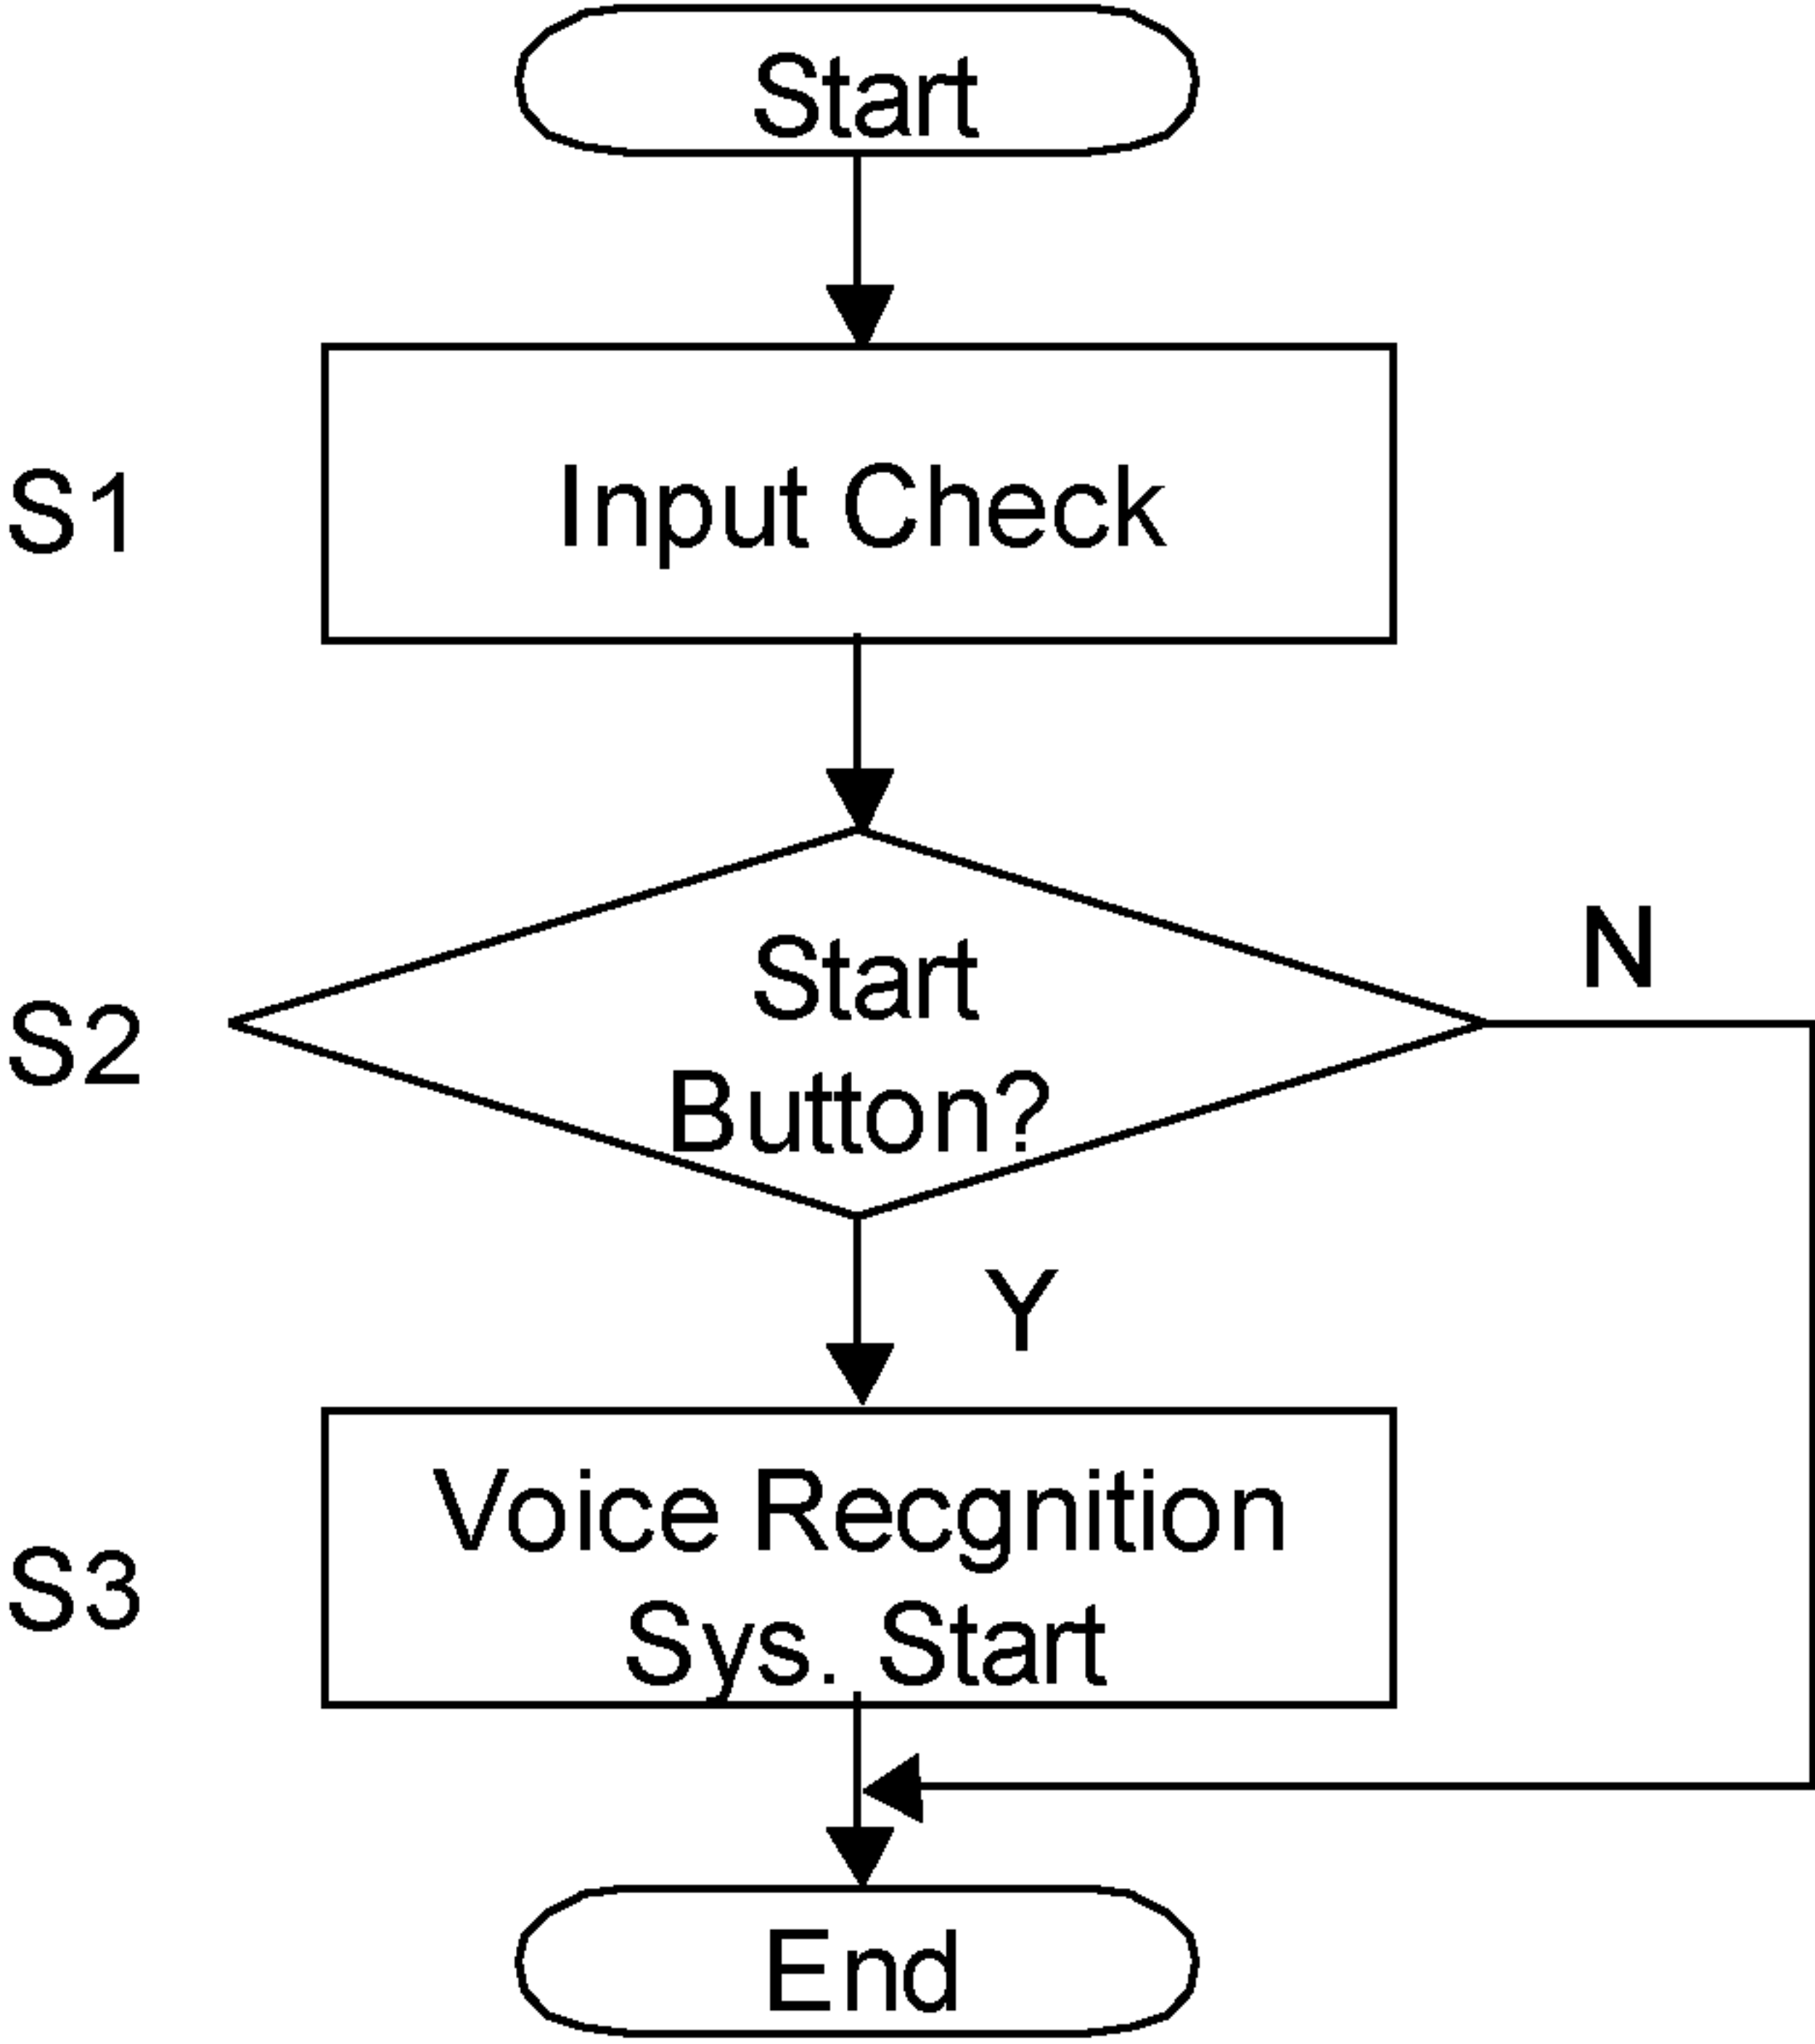 Start
S1
Input Check
S2
Start
Button?
N
Y
S3
Voice Recgnition
Sys. Start
End